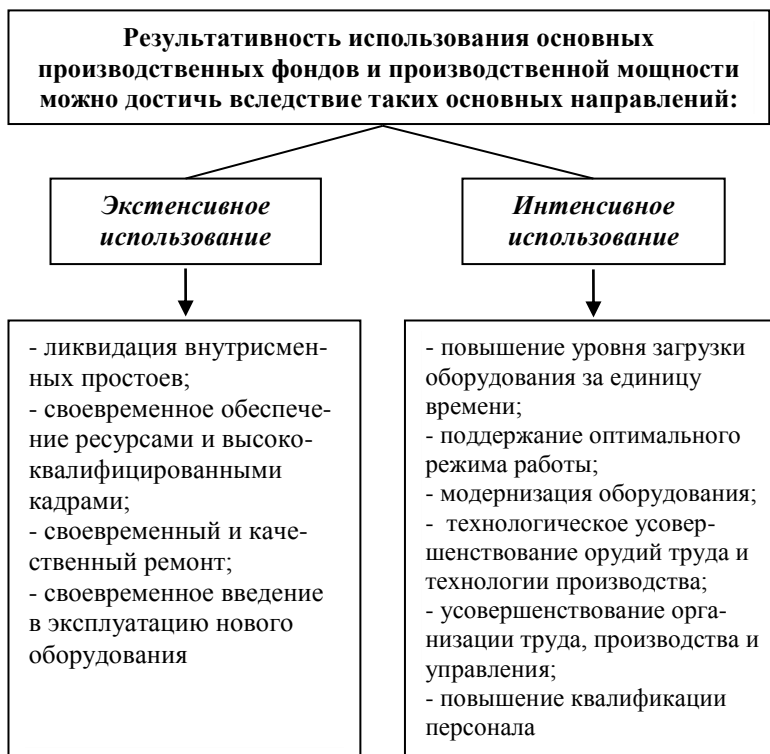 Результативность использования основных
производственных фондов и производственной мощности
можно достичь вследствие таких основных направлений:
Экстенсивное
использование
Интенсивное
использование
- ликвидация внутрисмен-
ных простоев;
- своевременное обеспече-
ние ресурсами и высоко-
квалифицированными
кадрами;
- своевременный и каче-
ственный ремонт;
- своевременное введение
в эксплуатацию нового
оборудования
- повышение уровня загрузки
оборудования за единицу
времени;
- поддержание оптимального
режима работы;
- модернизация оборудования;
- технологическое усовер-
шенствование орудий труда и
технологии производства;
- усовершенствование орга-
низации труда, производства и
управления;
- повышение квалификации
персонала